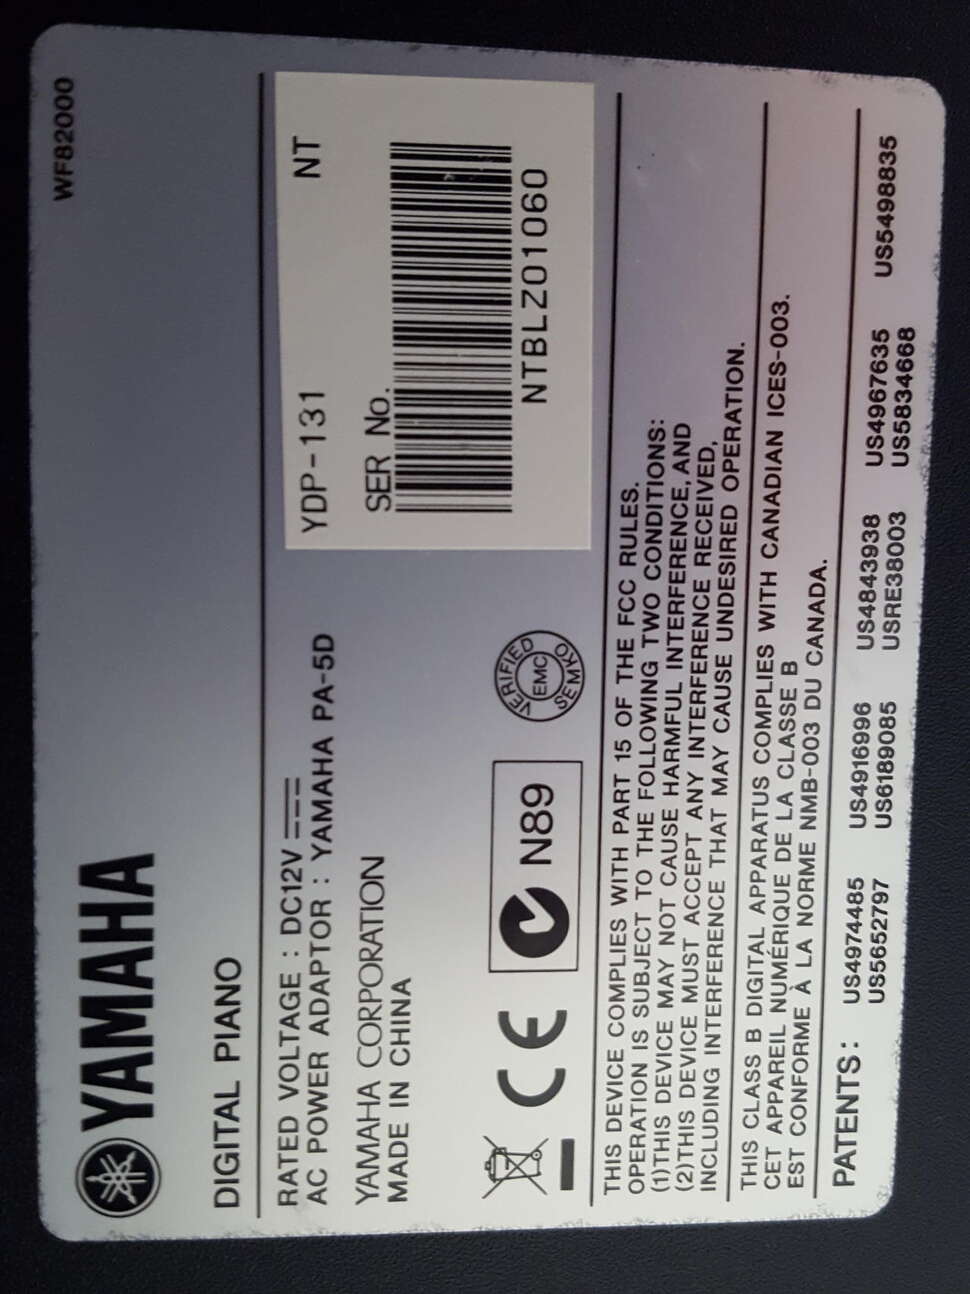 WF82000
YAMAHA
DIGITAL PIANO
RATED VOLTAGE : DC12V
AC POWER ADAPTOR : YAMAHA PA-5D
YAMAHA CORPORATION
MADE IN CHINA
YDP-131 NT
SER No.
NTBLZ01060
CE
N89
VERIFIED
EMC
SEMKO
THIS DEVICE COMPLIES WITH PART 15 OF THE FCC RULES.
OPERATION IS SUBJECT TO THE FOLLOWING TWO CONDITIONS:
(1)THIS DEVICE MAY NOT CAUSE HARMFUL INTERFERENCE, AND
(2)THIS DEVICE MUST ACCEPT ANY INTERFERENCE RECEIVED,
INCLUDING INTERFERENCE THAT MAY CAUSE UNDESIRED OPERATION.
THIS CLASS B DIGITAL APPARATUS COMPLIES WITH CANADIAN ICES-003.
CET APPAREIL NUMÉRIQUE DE LA CLASSE B
EST CONFORME À LA NORME NMB-003 DU CANADA.
PATENTS: US4974485 US4916996 US4843938 US4967635 US5498835
US5652797 US6189085 USRE38003 US5834668